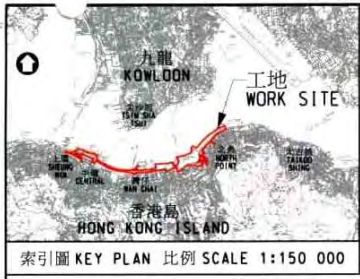 九龍
KOWLOON
工地
WORK SITE
尖沙咀
TSIM SHA
TSUI
上環
SHEUNG
WAN
中環
CENTRAL
灣仔
WAN CHAI
北角
NORTH
POINT
太古城
TAIKOO
SHING
香港島
HONG KONG ISLAND
索引圖 KEY PLAN 比例 SCALE 1:150 000